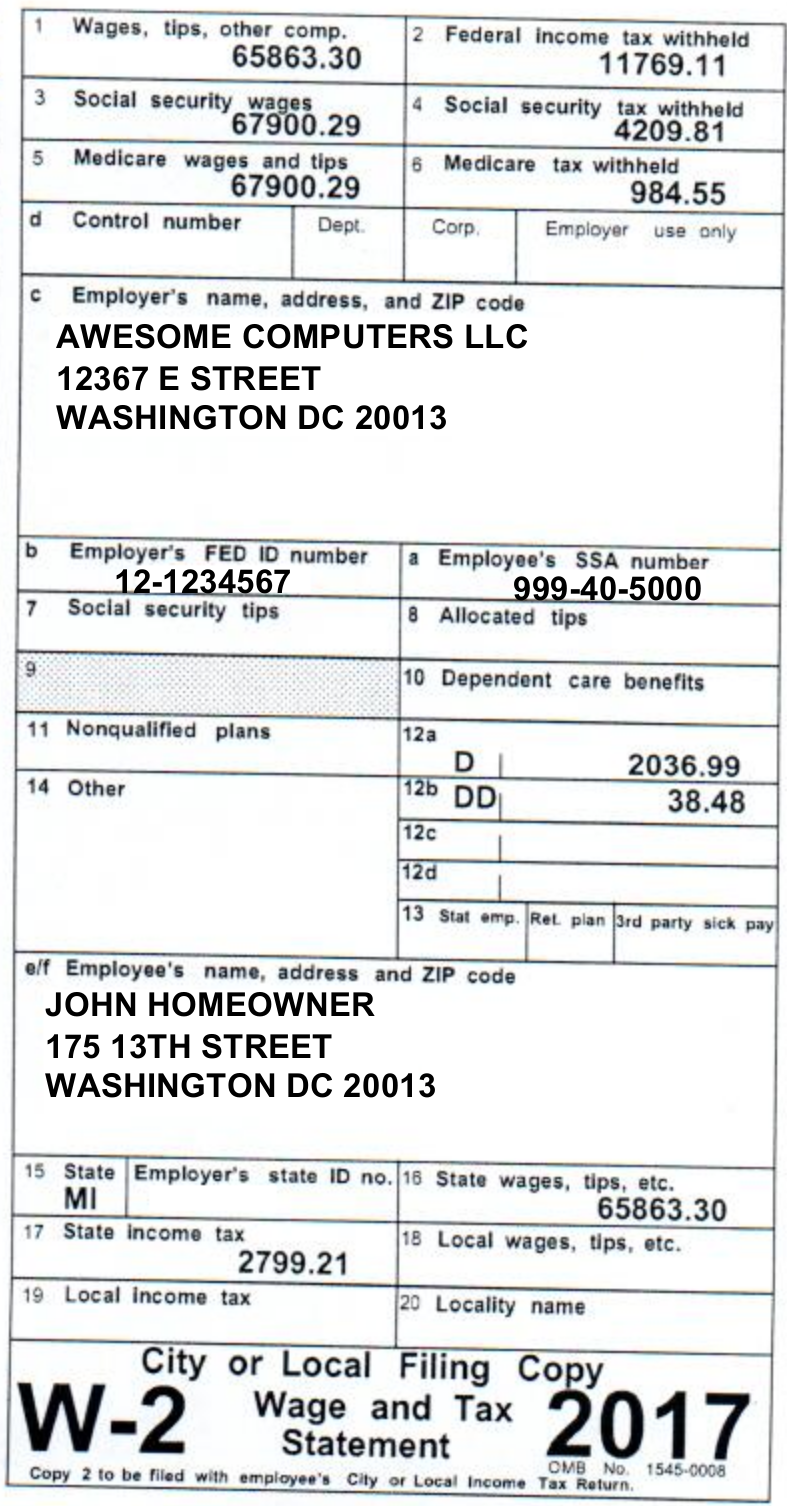 1 Wages, tips, other comp.
65863.30
2 Federal income tax withheld
11769.11
3 Social security wages
67900.29
4 Social security tax withheld
4209.81
5 Medicare wages and tips
67900.29
6 Medicare tax withheld
984.55
d Control number
Dept.
Corp.
Employer use only
c Employer's name, address, and ZIP code
AWESOME COMPUTERS LLC
12367 E STREET
WASHINGTON DC 20013
b Employer's FED ID number
12-1234567
a Employee's SSA number
999-40-5000
7 Social security tips
8 Allocated tips
9
10 Dependent care benefits
11 Nonqualified plans
12a
D 2036.99
14 Other
12b DD 38.48
12c
12d
13 Stat emp. Ret. plan 3rd party sick pay
e/f Employee's name, address and ZIP code
JOHN HOMEOWNER
175 13TH STREET
WASHINGTON DC 20013
15 State
MI
Employer's state ID no.
16 State wages, tips, etc.
65863.30
17 State income tax
2799.21
18 Local wages, tips, etc.
19 Local income tax
20 Locality name
City or Local Filing Copy
W-2 Wage and Tax Statement 2017
OMB No. 1545-0008
Copy 2 to be filed with employee's City or Local Income Tax Return.